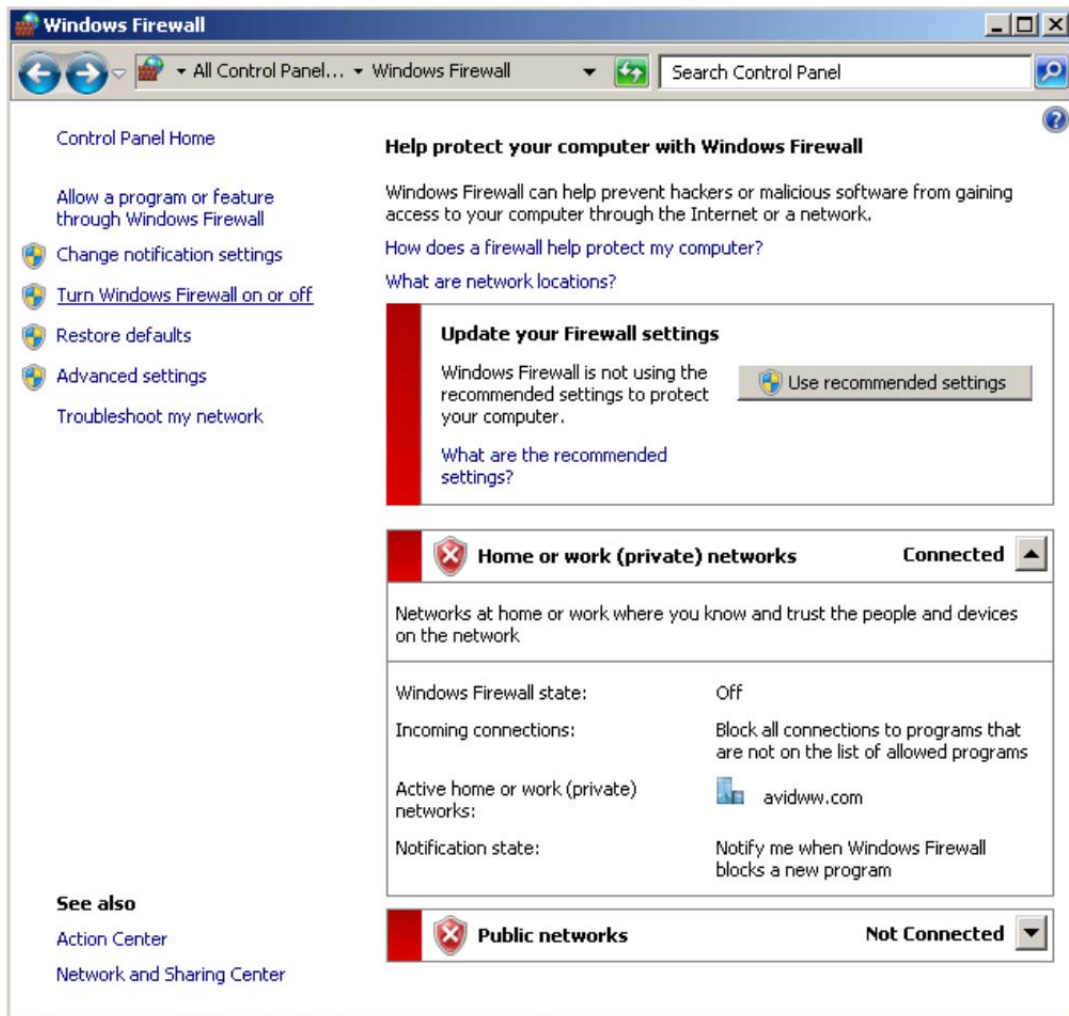 Windows Firewall
All Control Panel... Windows Firewall
Search Control Panel
Control Panel Home
Allow a program or feature
through Windows Firewall
Change notification settings
Turn Windows Firewall on or off
Restore defaults
Advanced settings
Troubleshoot my network
See also
Action Center
Network and Sharing Center
Help protect your computer with Windows Firewall
Windows Firewall can help prevent hackers or malicious software from gaining
access to your computer through the Internet or a network.
How does a firewall help protect my computer?
What are network locations?
Update your Firewall settings
Windows Firewall is not using the
recommended settings to protect
your computer.
Use recommended settings
What are the recommended
settings?
Home or work (private) networks Connected
Networks at home or work where you know and trust the people and devices
on the network
Windows Firewall state: Off
Incoming connections: Block all connections to programs that
are not on the list of allowed programs
Active home or work (private)
networks:
avidww.com
Notification state: Notify me when Windows Firewall
blocks a new program
Public networks Not Connected